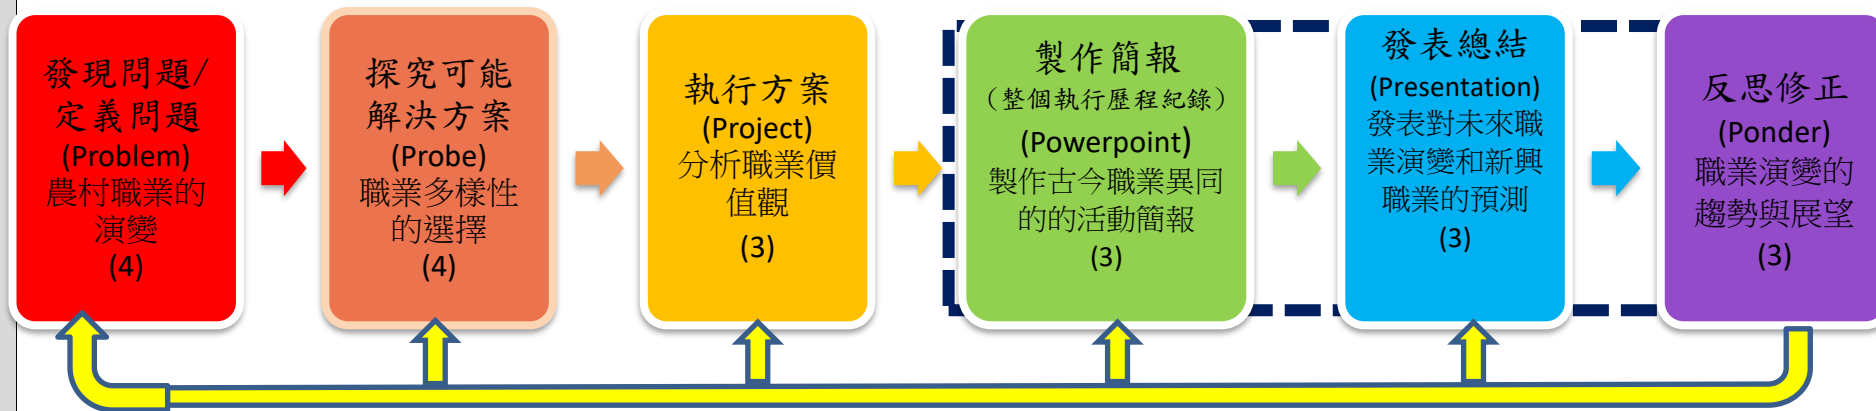 發現問題/
定義問題
(Problem)
農村職業的
演變
(4)
探究可能
解決方案
(Probe)
職業多樣性
的選擇
(4)
執行方案
(Project)
分析職業價
值觀
(3)
製作簡報
（整個執行歷程紀錄）
(Powerpoint)
製作古今職業異同
的的活動簡報
(3)
發表總結
(Presentation)
發表對未來職
業演變和新興
職業的預測
(3)
反思修正
(Ponder)
職業演變的
趨勢與展望
(3)